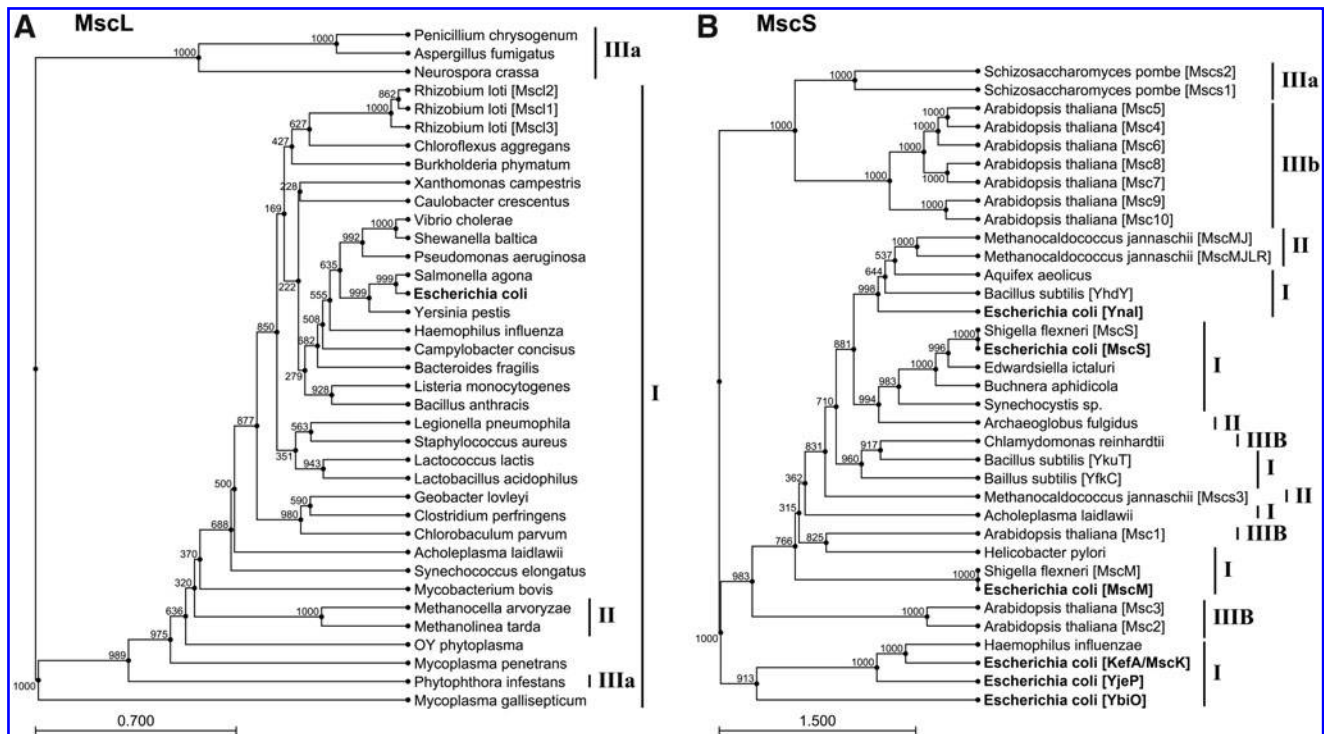 A MscL
Penicillium chrysogenum
Aspergillus fumigatus
Neurospora crassa
IIIa
1000
1000
Rhizobium loti [Mscl2]
Rhizobium loti [Mscl1]
Rhizobium loti [Mscl3]
Chloroflexus aggregans
Burkholderia phymatum
Xanthomonas campestris
Caulobacter crescentus
Vibrio cholerae
Shewanella baltica
Pseudomonas aeruginosa
Salmonella agona
Escherichia coli
Yersinia pestis
Haemophilus influenza
Campylobacter concisus
Bacteroides fragilis
Listeria monocytogenes
Bacillus anthracis
Legionella pneumophila
Staphylococcus aureus
Lactococcus lactis
Lactobacillus acidophilus
Geobacter lovleyi
Clostridium perfringens
Chlorobaculum parvum
Acholeplasma laidlawii
Synechococcus elongatus
Mycobacterium bovis
Methanocella arvoryzae
Methanolinea tarda
OY phytoplasma
Mycoplasma penetrans
Phytophthora infestans
Mycoplasma gallisepticum
I
II
IIIa
862
1000
627
427
228
169
1000
992
635
999
999
222
555
508
682
279
928
850
877
563
351
943
500
590
980
688
370
320
1000
636
975
989
1000
0.700
B MscS
Schizosaccharomyces pombe [Mscs2]
Schizosaccharomyces pombe [Mscs1]
IIIa
Arabidopsis thaliana [Msc5]
Arabidopsis thaliana [Msc4]
Arabidopsis thaliana [Msc6]
Arabidopsis thaliana [Msc8]
Arabidopsis thaliana [Msc7]
Arabidopsis thaliana [Msc9]
Arabidopsis thaliana [Msc10]
IIIb
Methanocaldococcus jannaschii [MscMJ]
Methanocaldococcus jannaschii [MscMJLR]
II
Aquifex aeolicus
Bacillus subtilis [YhdY]
Escherichia coli [YnaI]
I
Shigella flexneri [MscS]
Escherichia coli [MscS]
Edwardsiella ictaluri
Buchnera aphidicola
Synechocystis sp.
I
Archaeoglobus fulgidus
II
Chlamydomonas reinhardtii
IIIB
Bacillus subtilis [YkuT]
Baillus subtilis [YfkC]
I
Methanocaldococcus jannaschii [Mscs3]
II
Acholeplasma laidlawii
I
Arabidopsis thaliana [Msc1]
IIIB
Helicobacter pylori
Shigella flexneri [MscM]
Escherichia coli [MscM]
I
Arabidopsis thaliana [Msc3]
Arabidopsis thaliana [Msc2]
IIIB
Haemophilus influenzae
Escherichia coli [KefA/MscK]
Escherichia coli [YjeP]
Escherichia coli [YbiO]
I
1000
1000
1000
1000
1000
1000
1000
1000
1000
537
644
998
881
1000
996
1000
983
994
710
917
960
831
362
315
825
766
1000
983
1000
1000
1000
1000
913
1.500